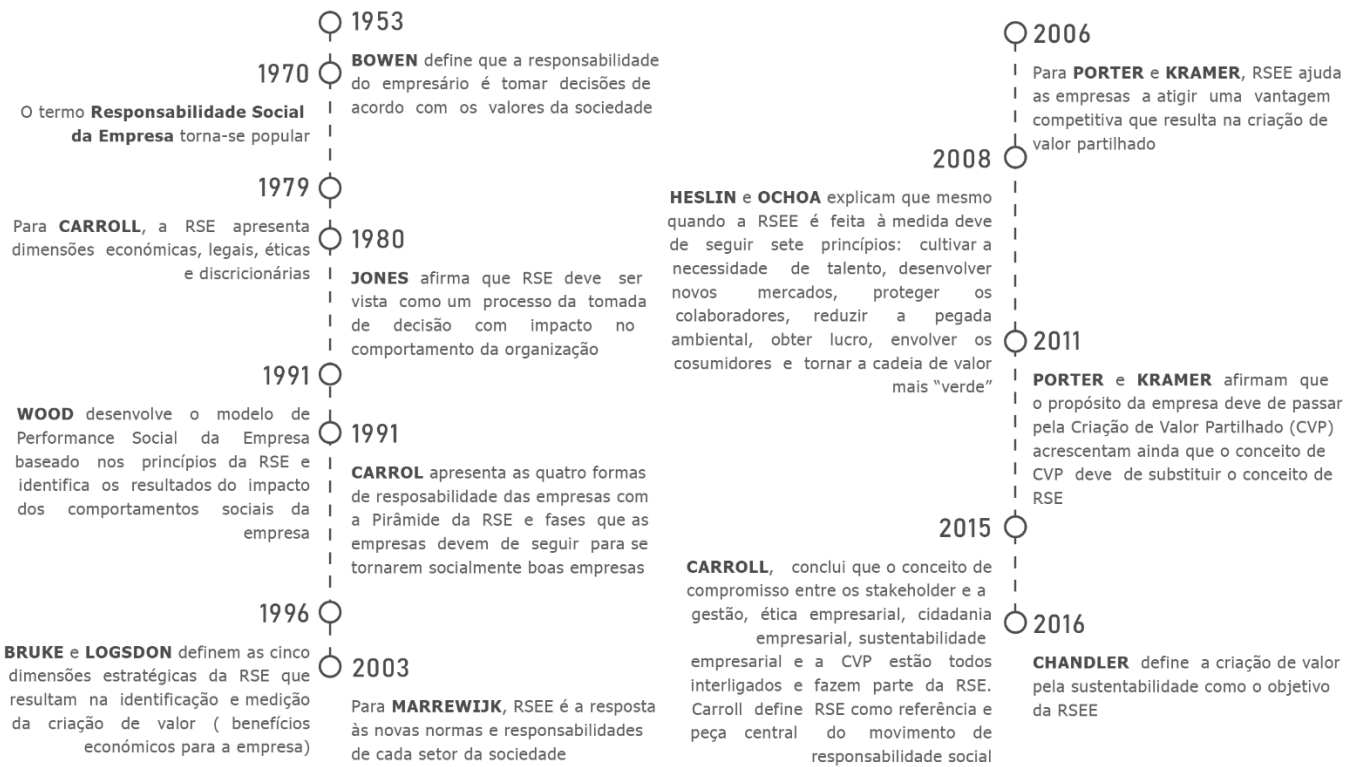 1953
BOWEN define que a responsabilidade
do empresário é tomar decisões de
acordo com os valores da sociedade
1970
O termo Responsabilidade Social
da Empresa torna-se popular
1979
Para CARROLL, a RSE apresenta
dimensões económicas, legais, éticas
e discricionárias
1980
JONES afirma que RSE deve ser
vista como um processo da tomada
de decisão com impacto no
comportamento da organização
1991
WOOD desenvolve o modelo de
Performance Social da Empresa
baseado nos princípios da RSE e
identifica os resultados do impacto
dos comportamentos sociais da
empresa
1991
CARROL apresenta as quatro formas
de resposabilidade das empresas com
a Pirâmide da RSE e fases que as
empresas devem de seguir para se
tornarem socialmente boas empresas
1996
BRUKE e LOGSDON definem as cinco
dimensões estratégicas da RSE que
resultam na identificação e medição
da criação de valor ( benefícios
económicos para a empresa)
2003
Para MARREWIJK, RSEE é a resposta
às novas normas e responsabilidades
de cada setor da sociedade
2006
Para PORTER e KRAMER, RSEE ajuda
as empresas a atigir uma vantagem
competitiva que resulta na criação de
valor partilhado
2008
HESLIN e OCHOA explicam que mesmo
quando a RSEE é feita à medida deve
de seguir sete princípios: cultivar a
necessidade de talento, desenvolver
novos mercados, proteger os
colaboradores, reduzir a pegada
ambiental, obter lucro, envolver os
cosumidores e tornar a cadeia de valor
mais “verde”
2011
PORTER e KRAMER afirmam que
o propósito da empresa deve de passar
pela Criação de Valor Partilhado (CVP)
acrescentam ainda que o conceito de
CVP deve de substituir o conceito de
RSE
2015
CARROLL, conclui que o conceito de
compromisso entre os stakeholder e a
gestão, ética empresarial, cidadania
empresarial, sustentabilidade
empresarial e a CVP estão todos
interligados e fazem parte da RSE.
Carroll define RSE como referência e
peça central do movimento de
responsabilidade social
2016
CHANDLER define a criação de valor
pela sustentabilidade como o objetivo
da RSEE